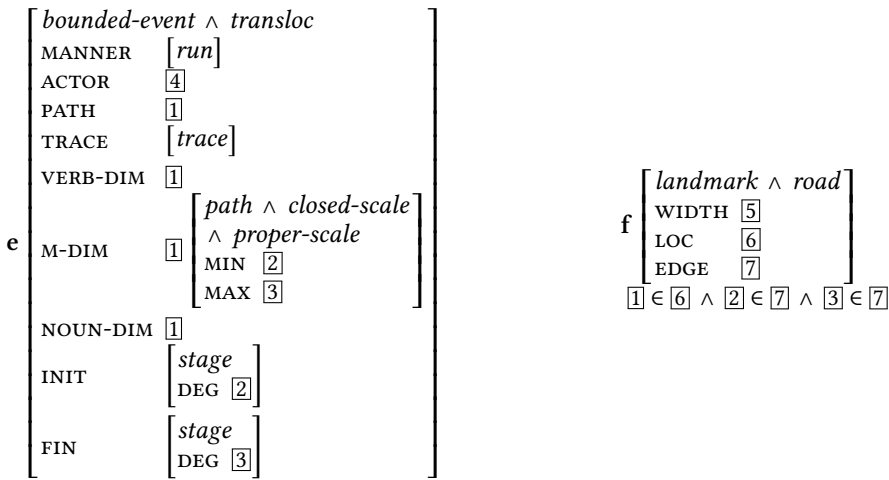 bounded-event ∧ transloc
MANNER [run]
ACTOR 4
PATH 1
TRACE [trace]
VERB-DIM 1
e M-DIM 1 [path ∧ closed-scale
∧ proper-scale
MIN 2
MAX 3]
NOUN-DIM 1
INIT [stage
DEG 2]
FIN [stage
DEG 3]
f [landmark ∧ road
WIDTH 5
LOC 6
EDGE 7]
1 ∈ 6 ∧ 2 ∈ 7 ∧ 3 ∈ 7